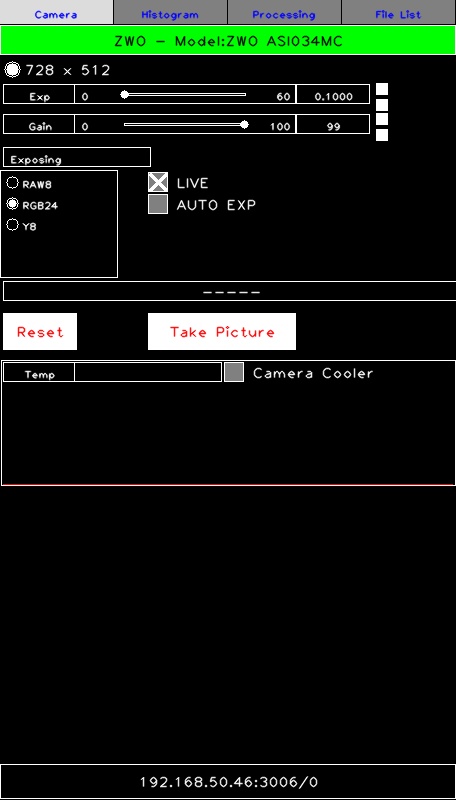 Camera Histogram Processing File List
ZWO - Model:ZWO ASI034MC
728 x 512
Exp 0 60 0.1000
Gain 0 100 99
Exposing
RAW8
LIVE
RGB24
AUTO EXP
Y8
-----
Reset Take Picture
Temp Camera Cooler
192.168.50.46:3006/0